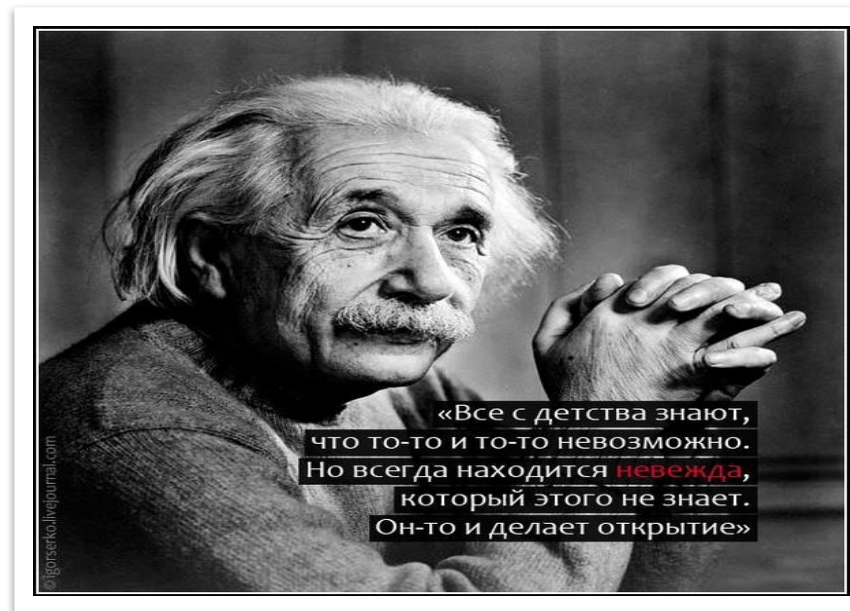 «Все с детства знают,
что то-то и то-то невозможно.
Но всегда находится невежда,
который этого не знает.
Он-то и делает открытие»
© igorserko.livejournal.com